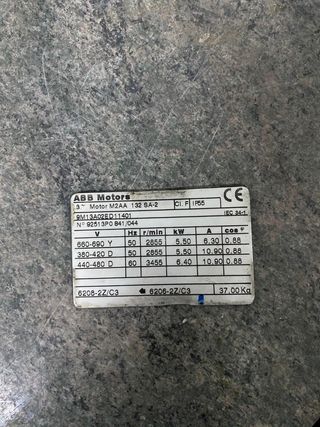 ABB Motors CE
3~ Motor M2AA 132 SA-2 Cl. F IP55
9M13A02ED11401 IEC 34-1
N° 92513P0 841/044
V Hz r/min kW A cos φ
660-690 Y 50 2855 5,50 6,30 0.88
380-420 D 50 2855 5,50 10,90 0.88
440-480 D 60 3455 6,40 10,90 0.88
6208-2Z/C3 6206-2Z/C3 37.00 Kg